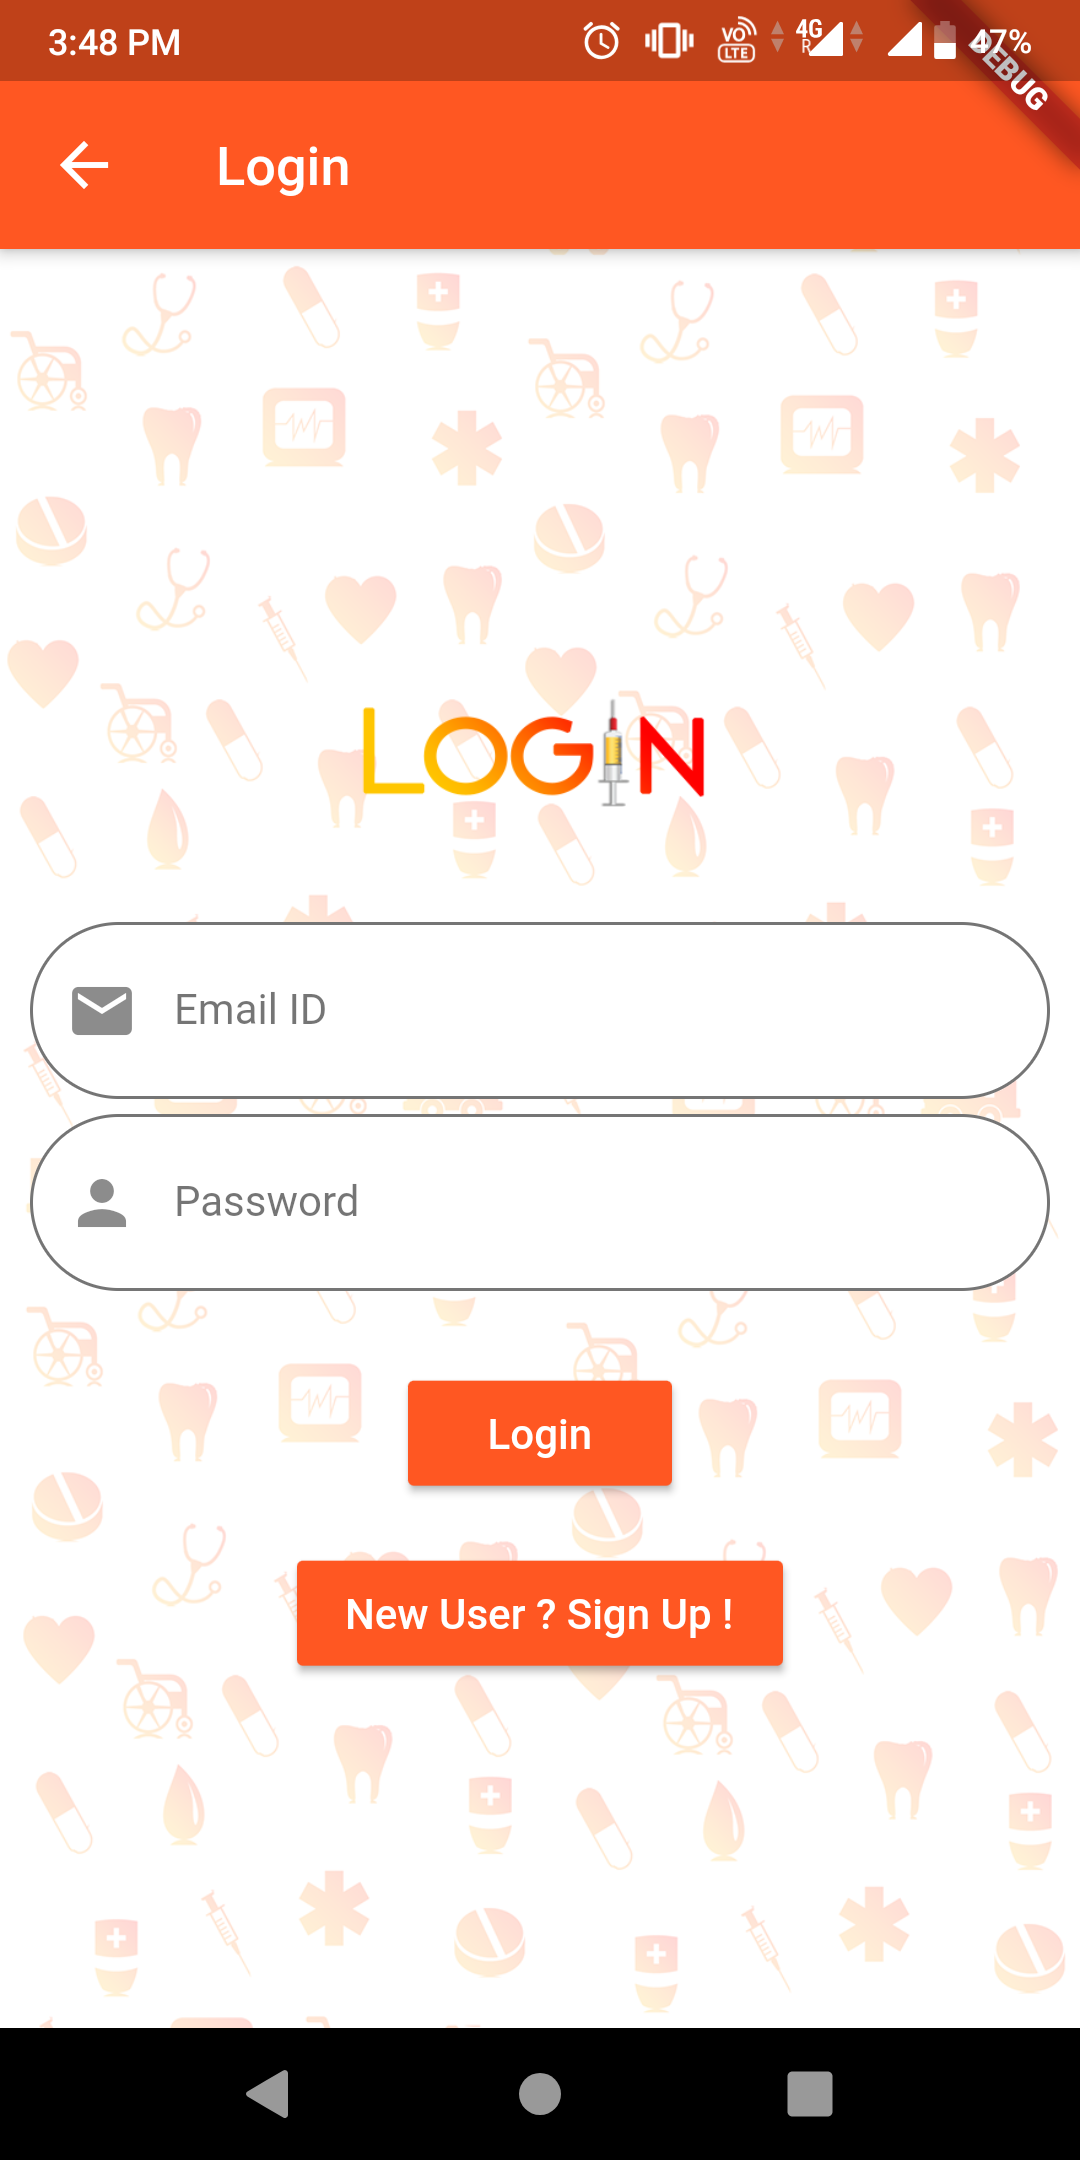 3:48 PM VO LTE 4G R 47%
DEBUG
Login
LOGIN
Email ID
Password
Login
New User ? Sign Up !